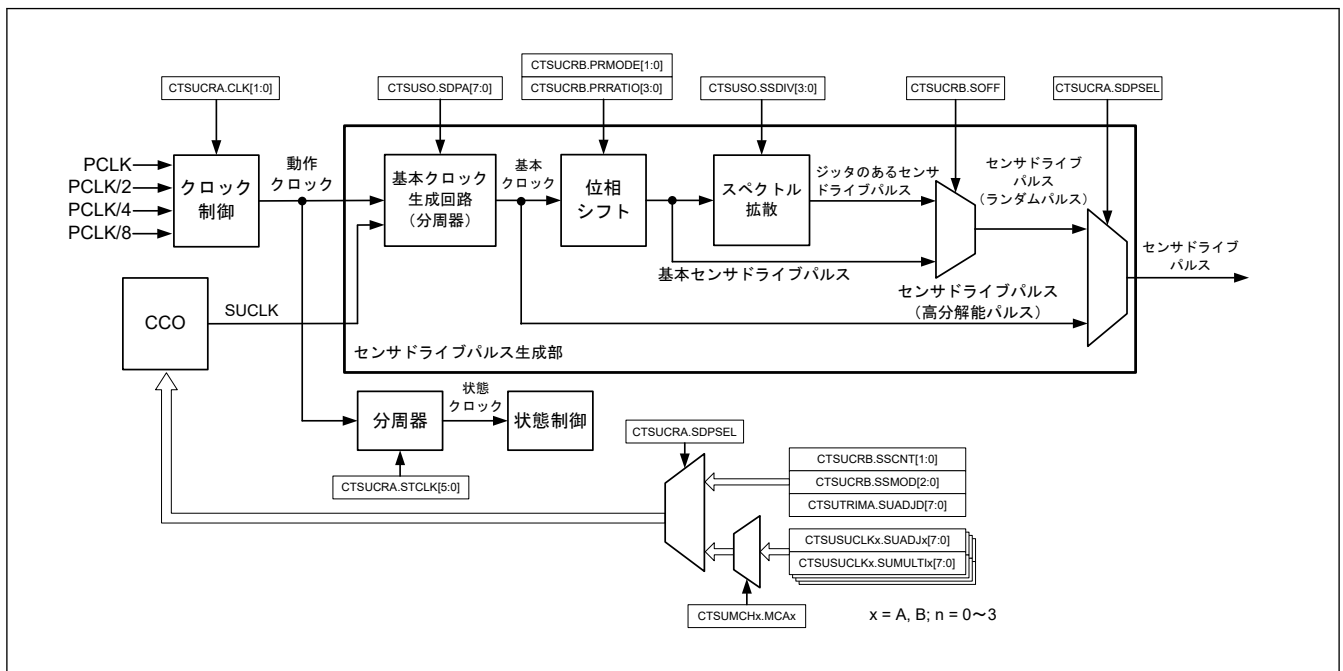 CTSUCRA.CLK[1:0]
CTSUSO.SDPA[7:0]
CTSUCRB.PRMODE[1:0]
CTSUCRB.PRRATIO[3:0]
CTSUSO.SSDIV[3:0]
CTSUCRB.SOFF
CTSUCRA.SDPSEL
PCLK
PCLK/2
PCLK/4
PCLK/8
クロック
制御
動作
クロック
基本クロック
生成回路
（分周器）
基本
クロック
位相
シフト
スペクトル
拡散
ジッタのあるセンサ
ドライブパルス
センサドライブ
パルス
（ランダムパルス）
センサドライブ
パルス
基本センサドライブパルス
センサドライブパルス
（高分解能パルス）
CCO
SUCLK
センサドライブパルス生成部
分周器
状態
クロック
状態制御
CTSUCRA.STCLK[5:0]
CTSUCRA.SDPSEL
CTSUCRB.SSCNT[1:0]
CTSUCRB.SSMOD[2:0]
CTSUTRIMA.SUADJD[7:0]
CTSUSUCLKx.SUADJx[7:0]
CTSUSUCLKx.SUMULTIx[7:0]
CTSUMCHx.MCAx
x = A, B; n = 0～3